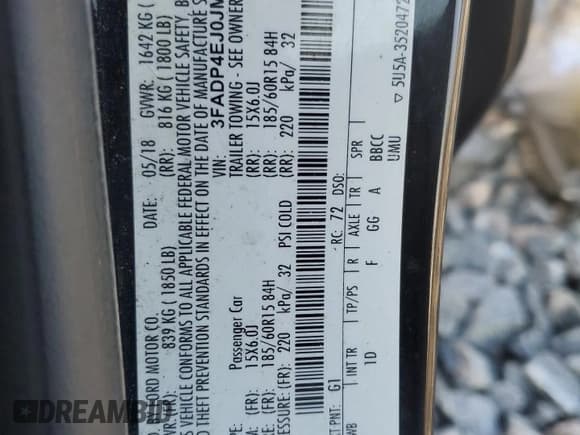 FORD MOTOR CO. DATE: 05/18 GVWR: 1642 KG (
839 KG ( 1850 LB) (RR): 816 KG ( 1800 LB)
VEHICLE CONFORMS TO ALL APPLICABLE FEDERAL MOTOR VEHICLE SAFETY,
THEFT PREVENTION STANDARDS IN EFFECT ON THE DATE OF MANUFACTURE
VIN: 3FADP4EJ0JM
Passenger Car TRAILER TOWING - SEE OWNER
(FR): 15X6.0J (RR): 15X6.0J
(FR): 185/60R15 84H (RR): 185/60R15 84H
(FR): 220 kPa/ 32 PSI COLD (RR): 220 kPa/ 32
PNT: G1 RC: 72 DSO:
WB INT TR TP/PS R AXLE TR SPR
1D F GG A BBCC
UMU
▽ 5U5A-3520472
DREAMBID